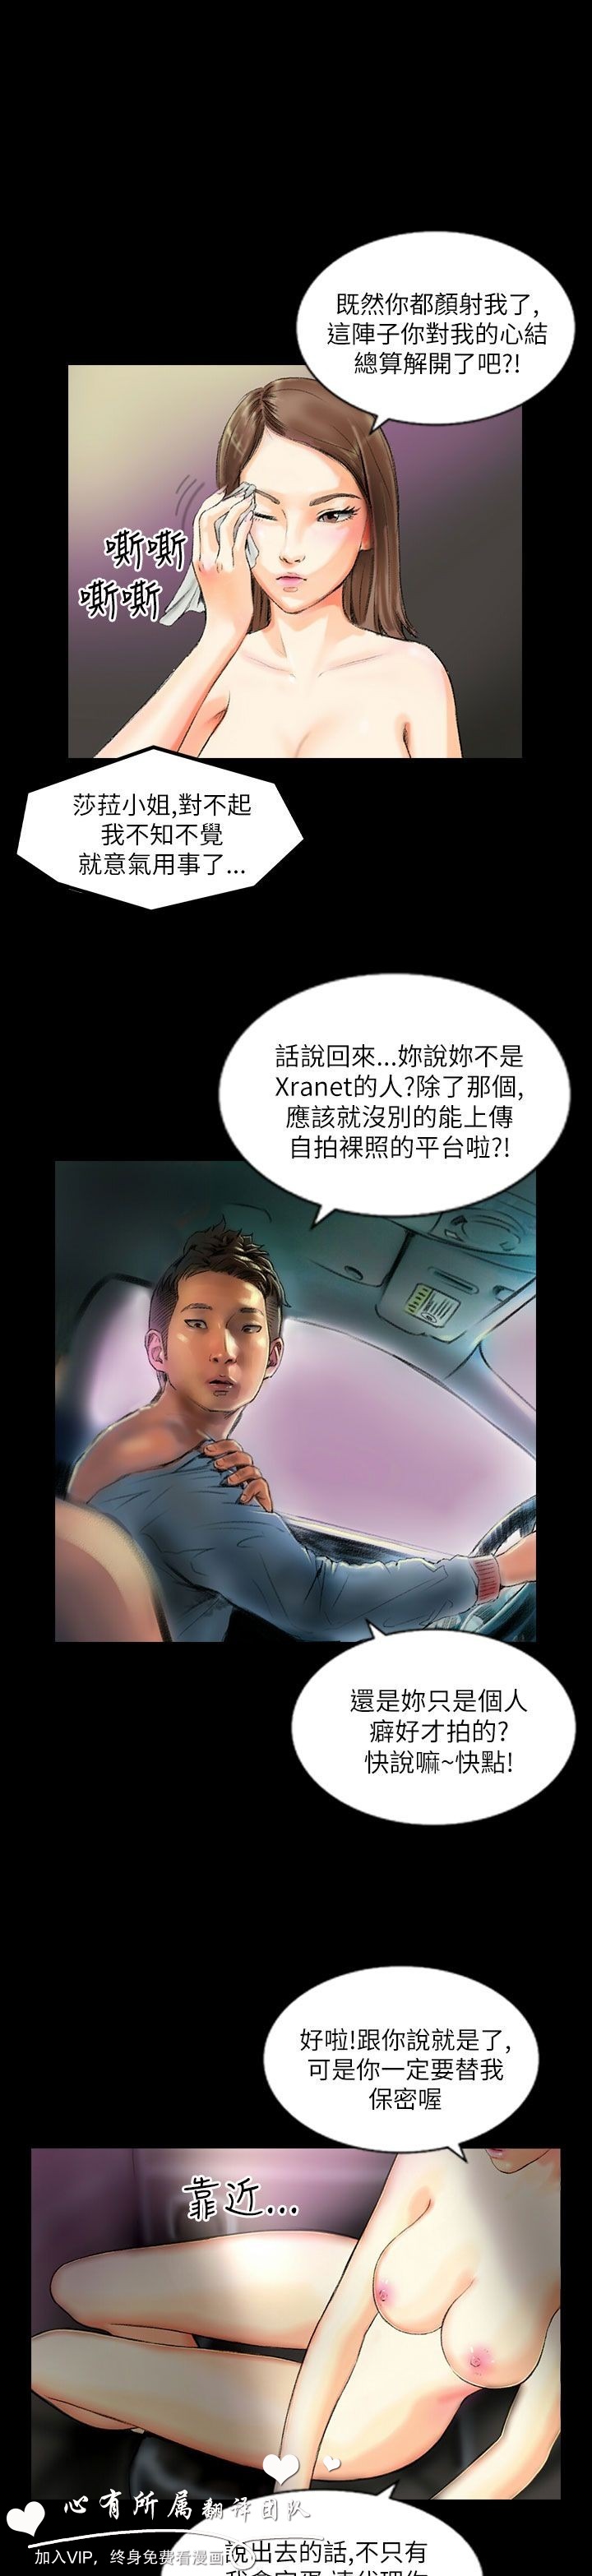 既然你都顏射我了,
這陣子你對我的心結
總算解開了吧?!
嘶嘶
嘶嘶
莎菈小姐,對不起
我不知不覺
就意氣用事了...
話說回來...妳說妳不是
Xranet的人?除了那個,
應該就沒別的能上傳
自拍裸照的平台啦?!
還是妳只是個人
癖好才拍的?
快說嘛~快點!
好啦!跟你說就是了,
可是你一定要替我
保密喔
靠近...
心有所属翻译团队
加入VIP，终身免费看漫画
說出去的話,不只有